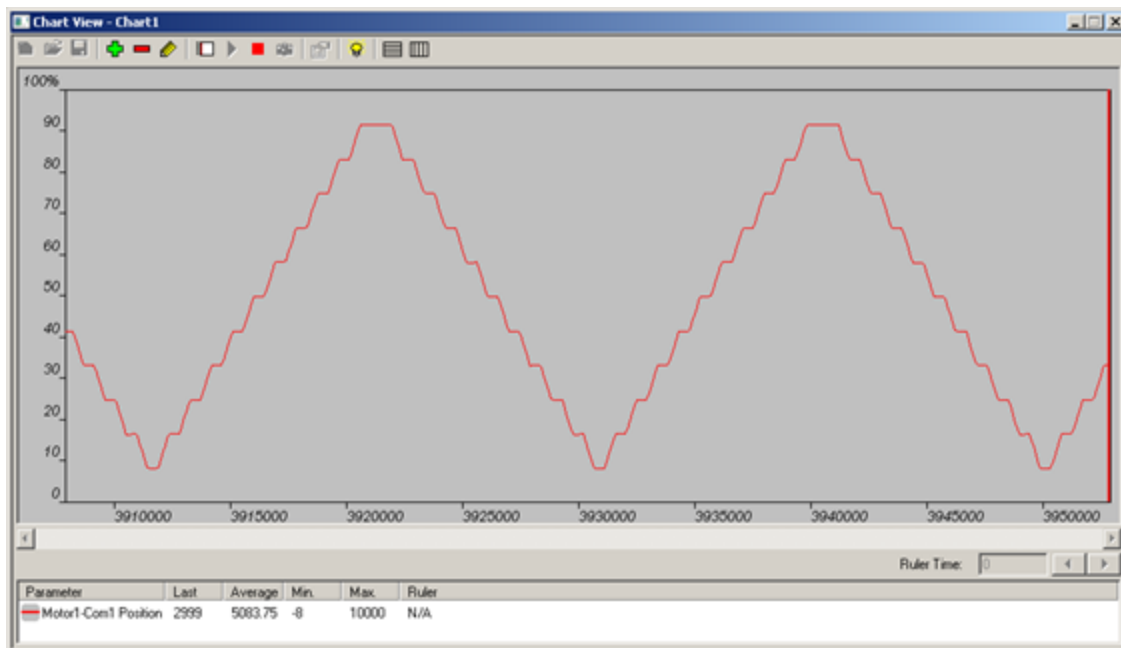 Chart View - Chart1
100%
90
80
70
60
50
40
30
20
10
0
3910000 3915000 3920000 3925000 3930000 3935000 3940000 3945000 3950000
Ruler Time: 0
Parameter Last Average Min. Max. Ruler
Motor1-Com1 Position 2999 5083.75 -8 10000 N/A